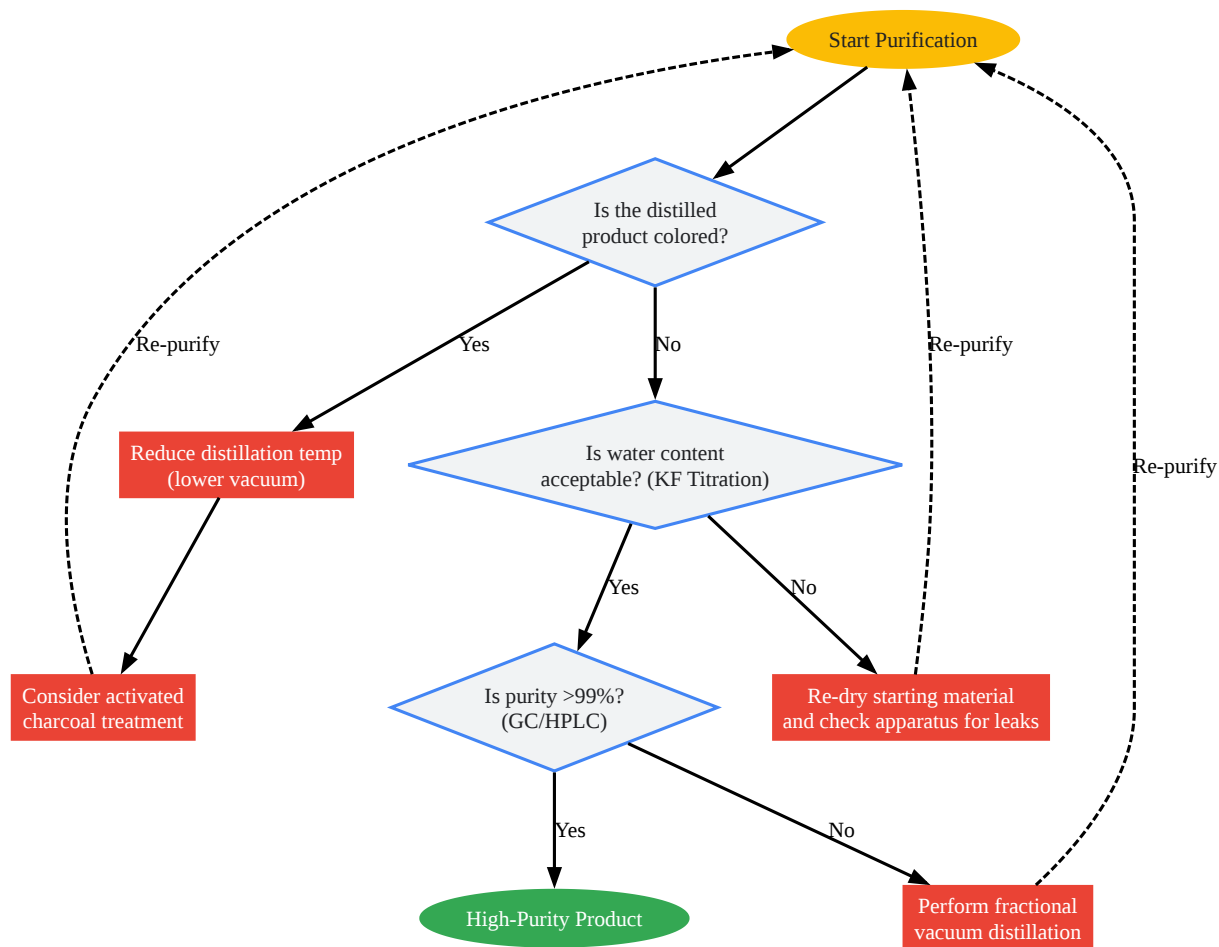 Start Purification
Is the distilled
product colored?
Re-purify
Yes
No
Re-purify
Reduce distillation temp
(lower vacuum)
Is water content
acceptable? (KF Titration)
Re-purify
Yes
No
Consider activated
charcoal treatment
Is purity >99%?
(GC/HPLC)
Re-dry starting material
and check apparatus for leaks
Yes
No
High-Purity Product
Perform fractional
vacuum distillation